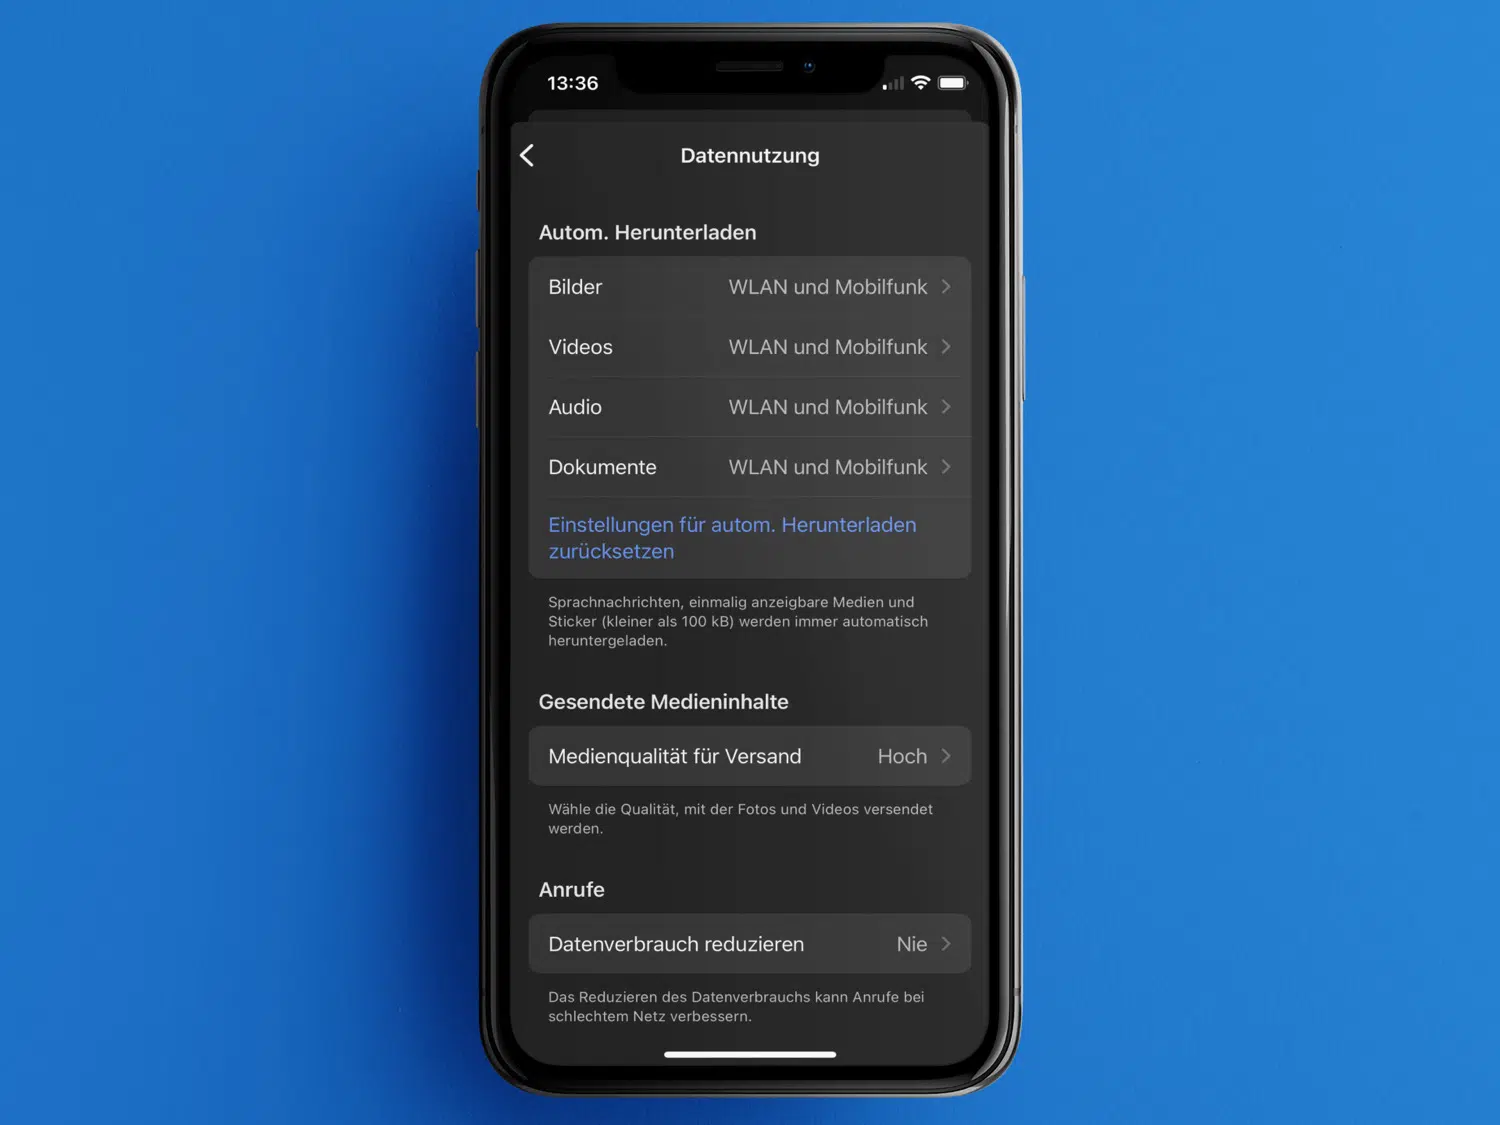 13:36
Datennutzung
Autom. Herunterladen
Bilder WLAN und Mobilfunk
Videos WLAN und Mobilfunk
Audio WLAN und Mobilfunk
Dokumente WLAN und Mobilfunk
Einstellungen für autom. Herunterladen
zurücksetzen
Sprachnachrichten, einmalig anzeigbare Medien und
Sticker (kleiner als 100 kB) werden immer automatisch
heruntergeladen.
Gesendete Medieninhalte
Medienqualität für Versand Hoch
Wähle die Qualität, mit der Fotos und Videos versendet
werden.
Anrufe
Datenverbrauch reduzieren Nie
Das Reduzieren des Datenverbrauchs kann Anrufe bei
schlechtem Netz verbessern.